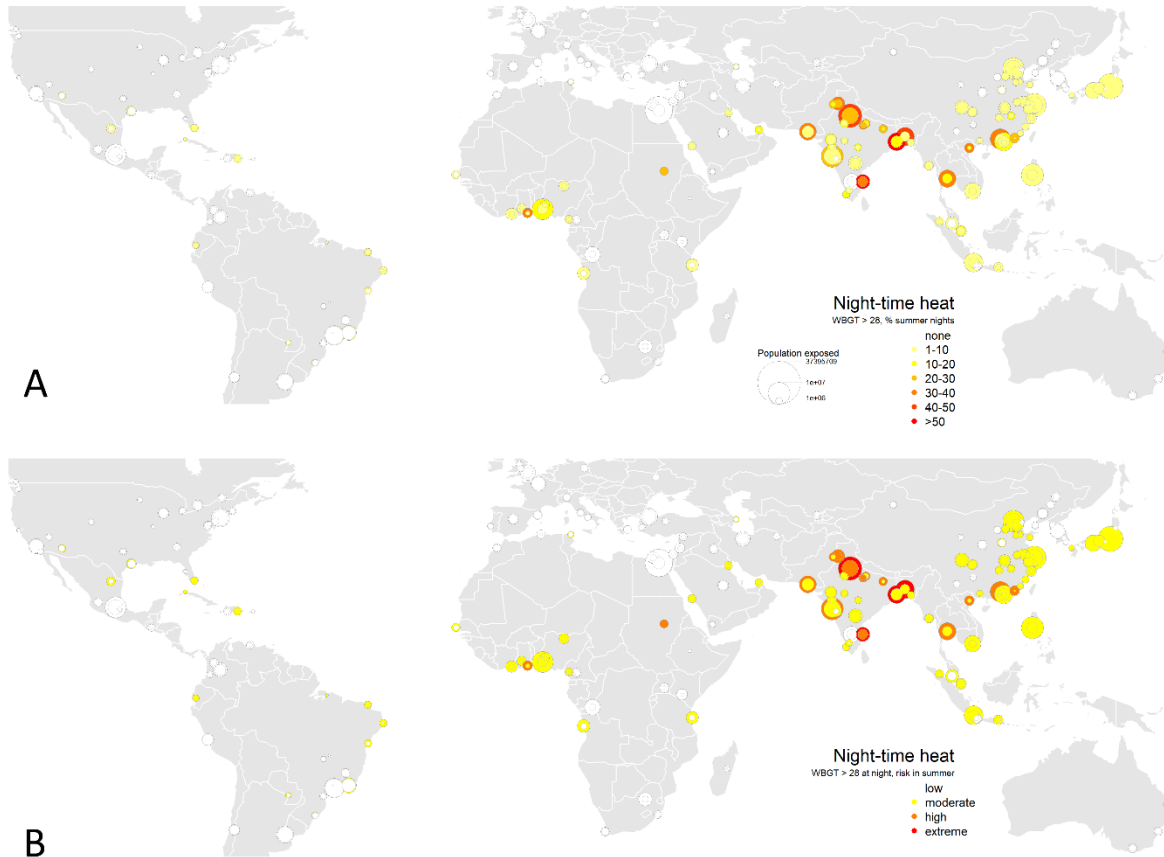 Night-time heat
WBGT > 28, % summer nights
none
1-10
10-20
20-30
30-40
40-50
>50
Population exposed
37395709
1e+07
1e+06
A
Night-time heat
WBGT > 28 at night, risk in summer
low
moderate
high
extreme
B